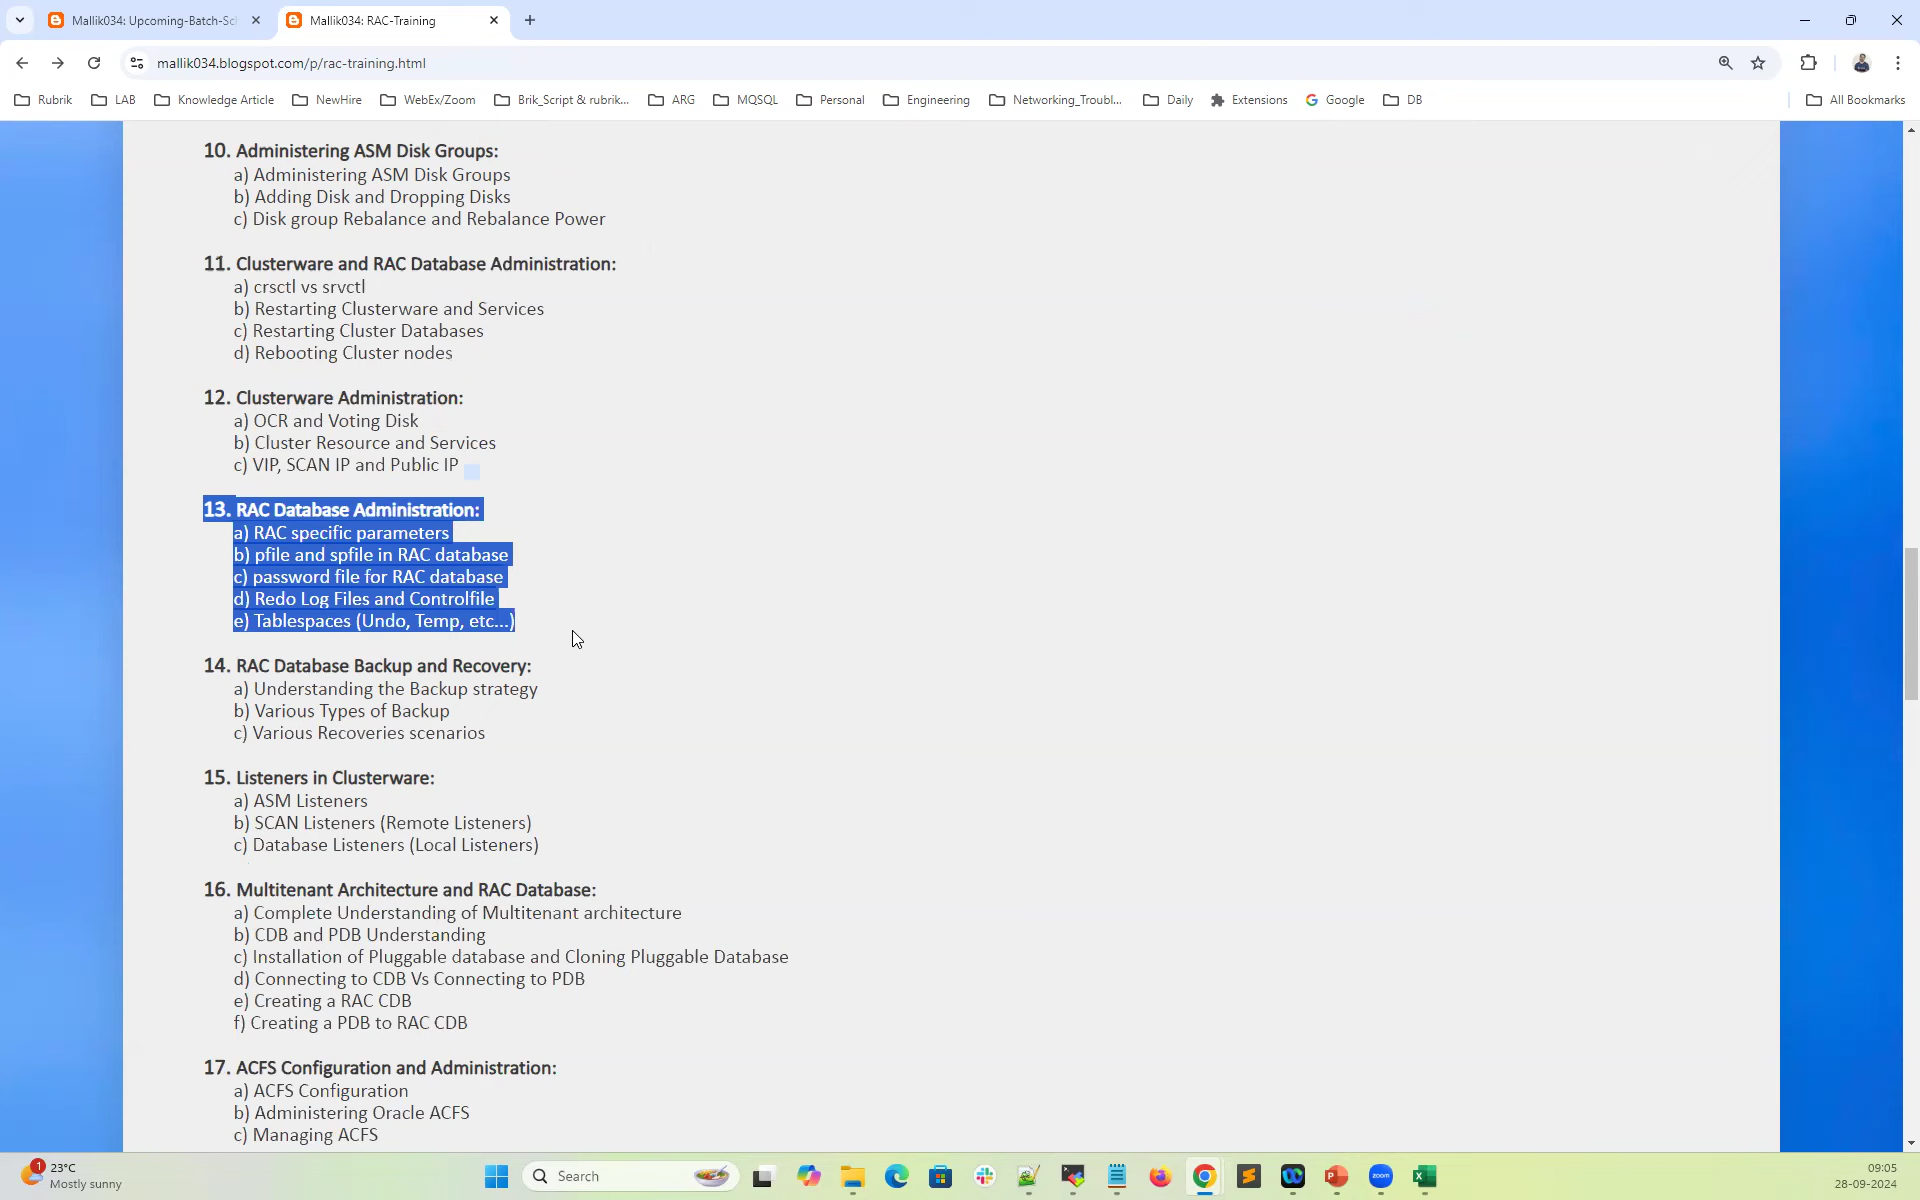 Mallik034: Upcoming-Batch-Sch
Mallik034: RAC-Training
mallik034.blogspot.com/p/rac-training.html
Rubrik LAB Knowledge Article NewHire WebEx/Zoom Brik_Script & rubrik... ARG MQSQL Personal Engineering Networking_Troubl... Daily Extensions Google DB All Bookmarks
10. Administering ASM Disk Groups:
a) Administering ASM Disk Groups
b) Adding Disk and Dropping Disks
c) Disk group Rebalance and Rebalance Power
11. Clusterware and RAC Database Administration:
a) crsctl vs srvctl
b) Restarting Clusterware and Services
c) Restarting Cluster Databases
d) Rebooting Cluster nodes
12. Clusterware Administration:
a) OCR and Voting Disk
b) Cluster Resource and Services
c) VIP, SCAN IP and Public IP
13. RAC Database Administration:
a) RAC specific parameters
b) pfile and spfile in RAC database
c) password file for RAC database
d) Redo Log Files and Controlfile
e) Tablespaces (Undo, Temp, etc...)
14. RAC Database Backup and Recovery:
a) Understanding the Backup strategy
b) Various Types of Backup
c) Various Recoveries scenarios
15. Listeners in Clusterware:
a) ASM Listeners
b) SCAN Listeners (Remote Listeners)
c) Database Listeners (Local Listeners)
16. Multitenant Architecture and RAC Database:
a) Complete Understanding of Multitenant architecture
b) CDB and PDB Understanding
c) Installation of Pluggable database and Cloning Pluggable Database
d) Connecting to CDB Vs Connecting to PDB
e) Creating a RAC CDB
f) Creating a PDB to RAC CDB
17. ACFS Configuration and Administration:
a) ACFS Configuration
b) Administering Oracle ACFS
c) Managing ACFS
1
23°C
Mostly sunny
Search
zoom
09:05
28-09-2024